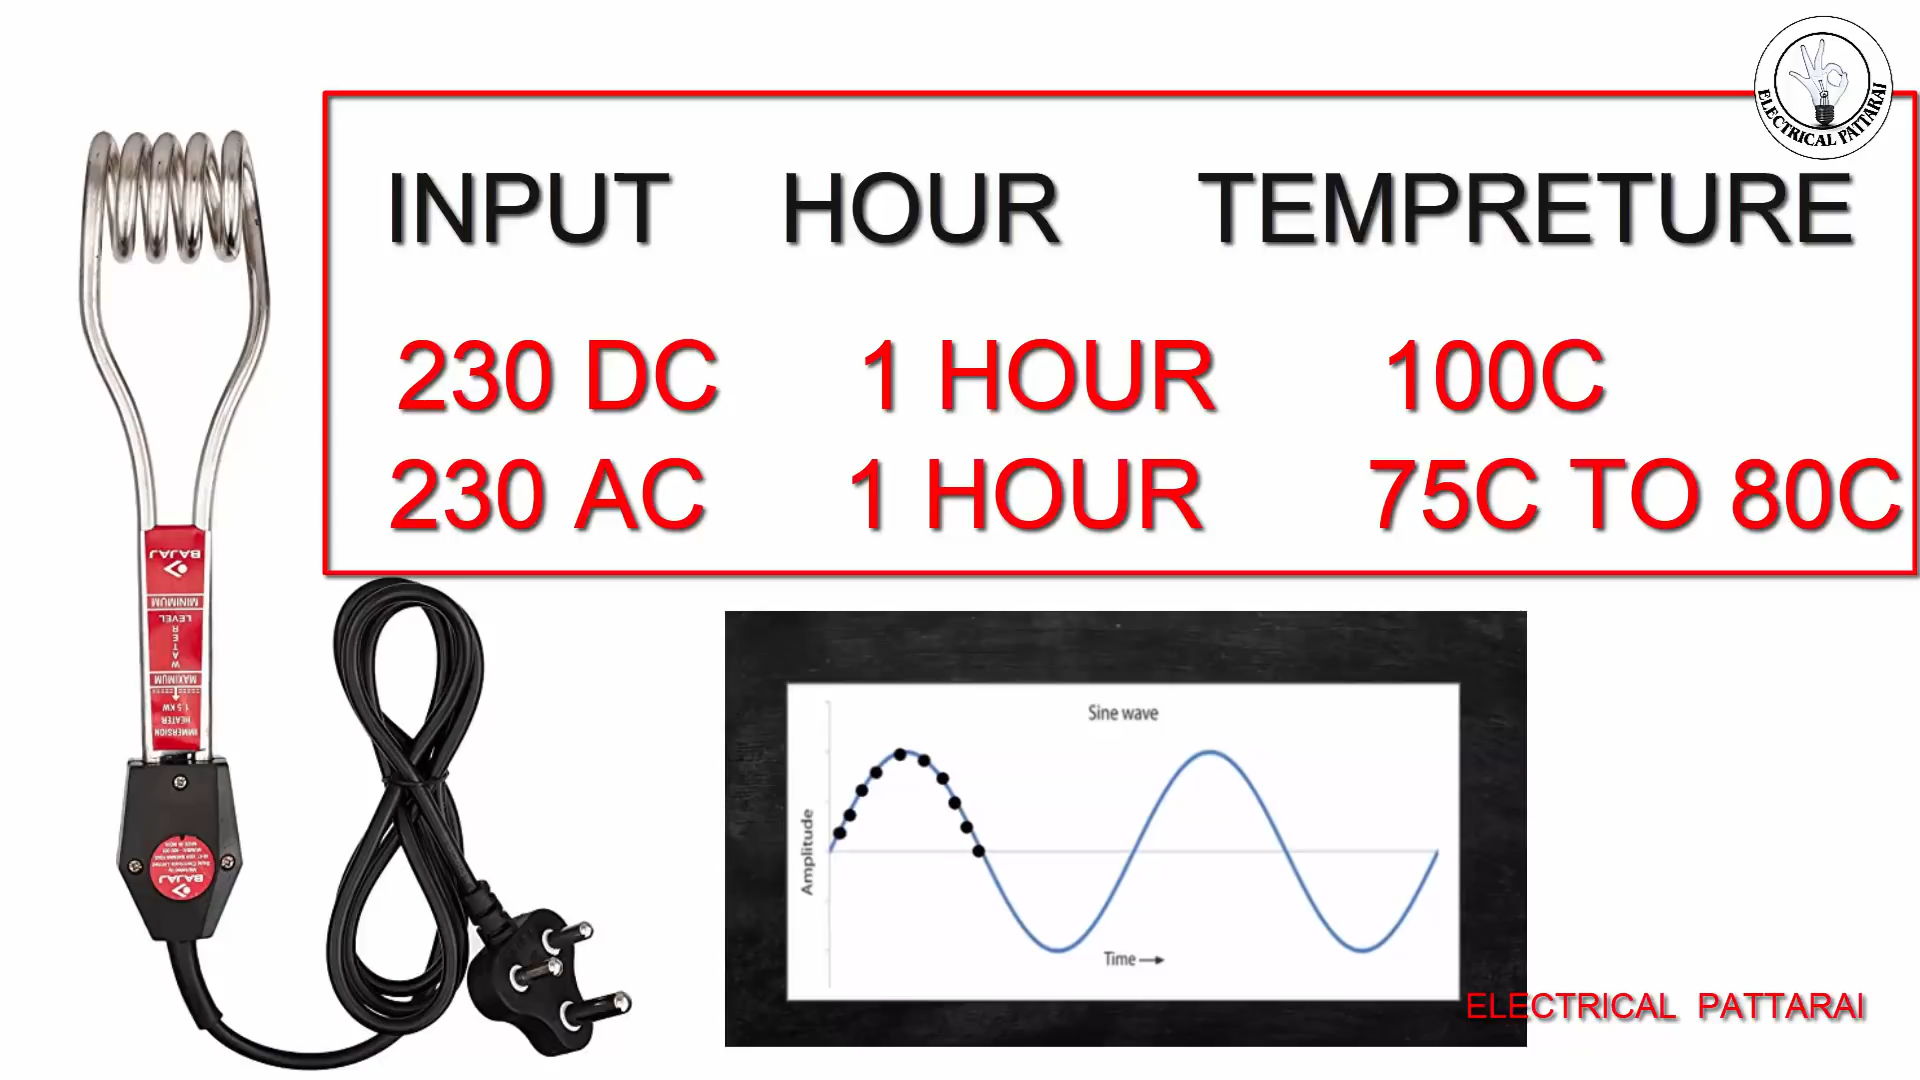 ELECTRICAL PATTARAI
INPUT HOUR TEMPRETURE
230 DC 1 HOUR 100C
230 AC 1 HOUR 75C TO 80C
BAJAJ
MINIMUM
LEVEL
WATER
MAXIMUM
1.5 KW
HEATER
IMMERSION
BAJAJ
Sine wave
Amplitude
Time
ELECTRICAL PATTARAI